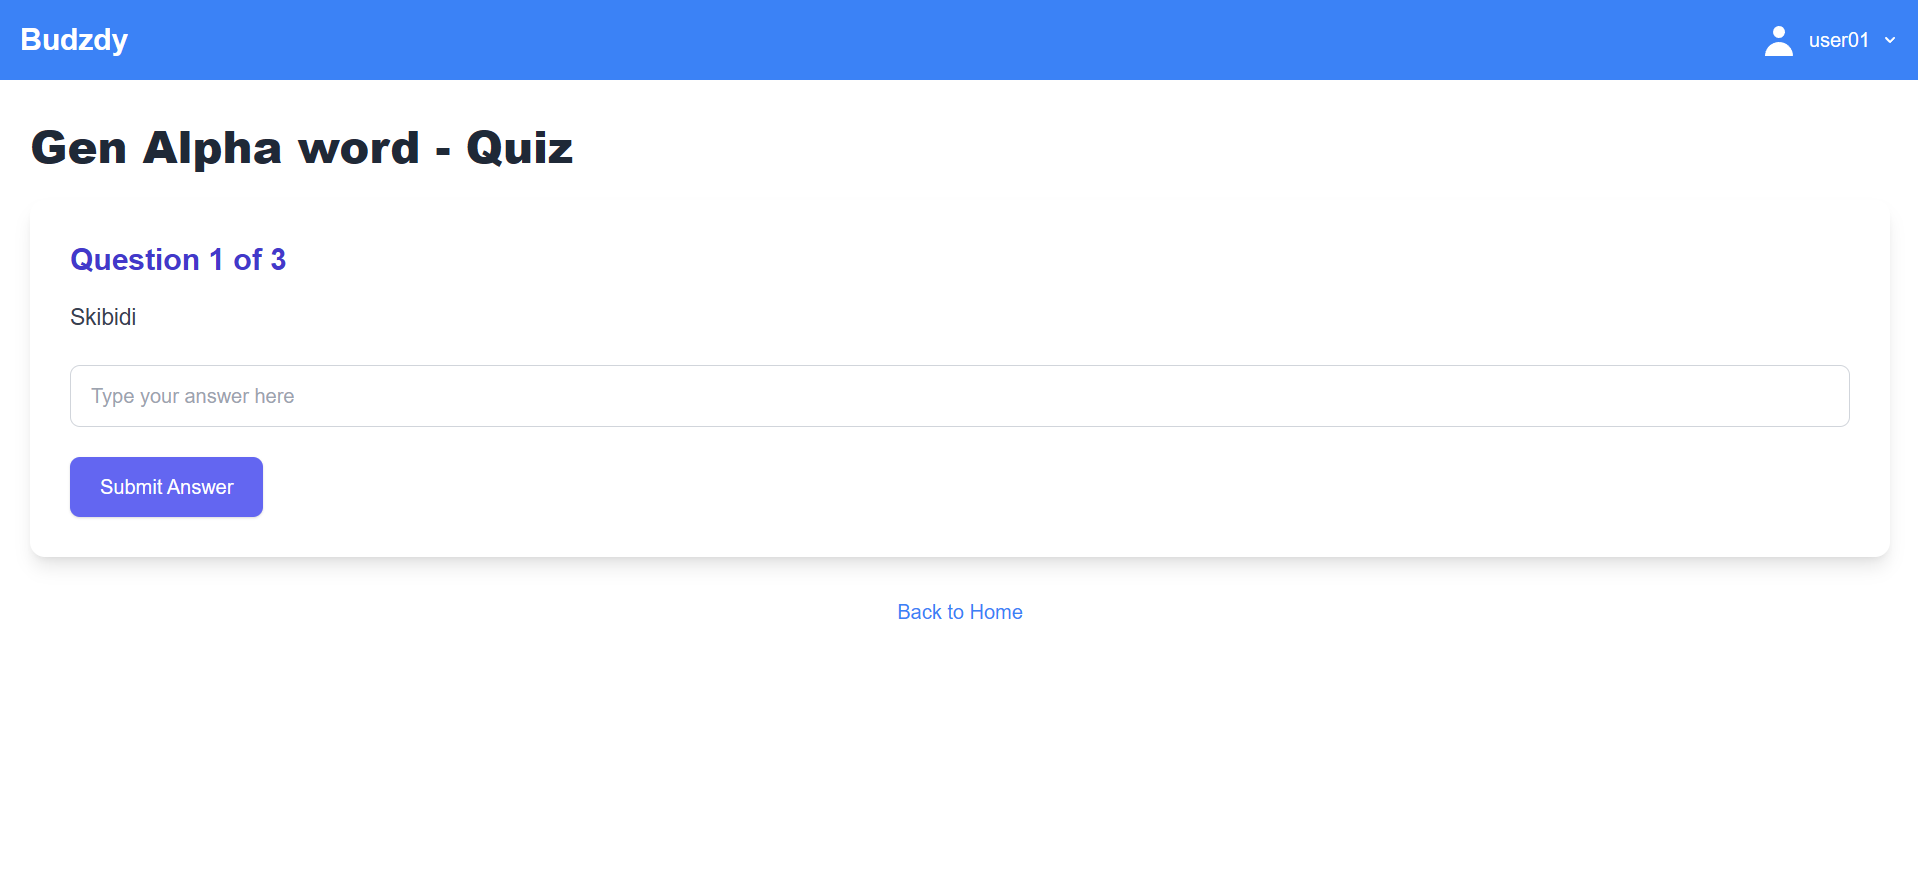 Budzdy
user01
Gen Alpha word - Quiz
Question 1 of 3
Skibidi
Type your answer here
Submit Answer
Back to Home